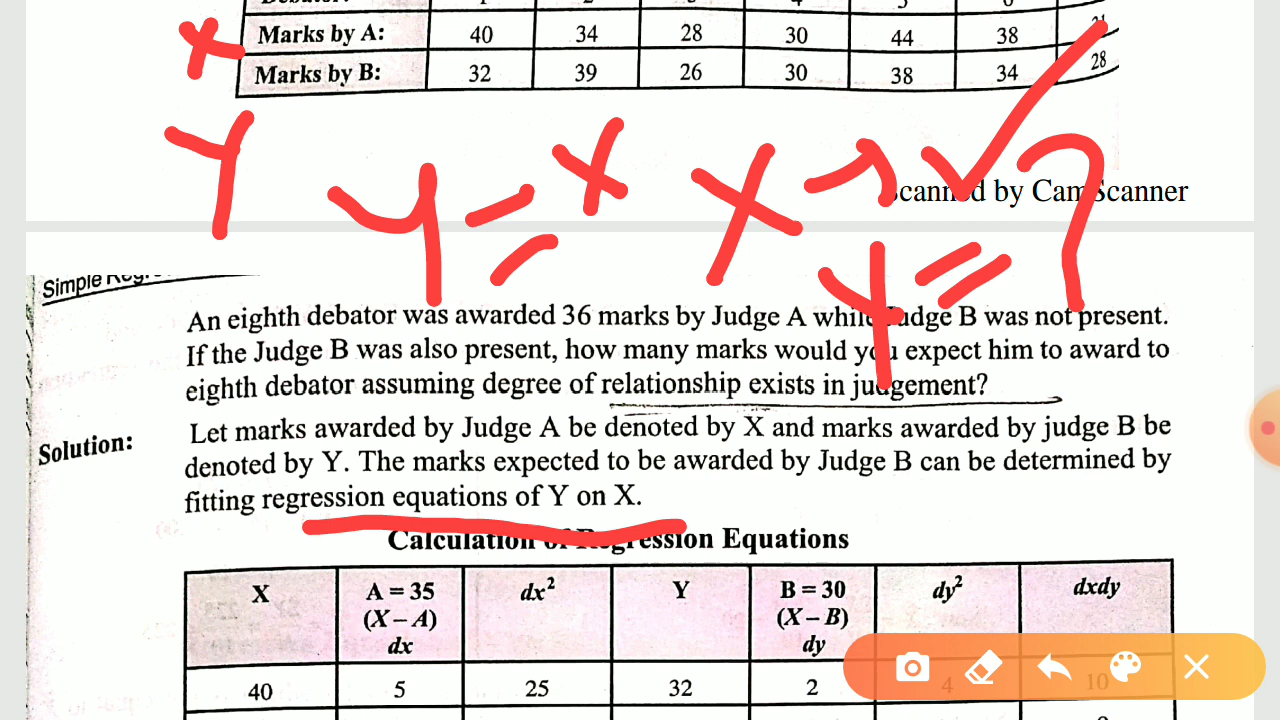 Marks by A: 40 34 28 30 44 38
Marks by B: 32 39 26 30 38 34 28
X
Y
Y = X X → Y = ?
Scanned by CamScanner
Simple
An eighth debator was awarded 36 marks by Judge A while Judge B was not present.
If the Judge B was also present, how many marks would you expect him to award to
eighth debator assuming degree of relationship exists in judgement?
Solution: Let marks awarded by Judge A be denoted by X and marks awarded by judge B be
denoted by Y. The marks expected to be awarded by Judge B can be determined by
fitting regression equations of Y on X.
Calculation of Regression Equations
X A = 35 dx² Y B = 30 dy² dxdy
(X – A) (X – B)
dx dy
40 5 25 32 2 4 10